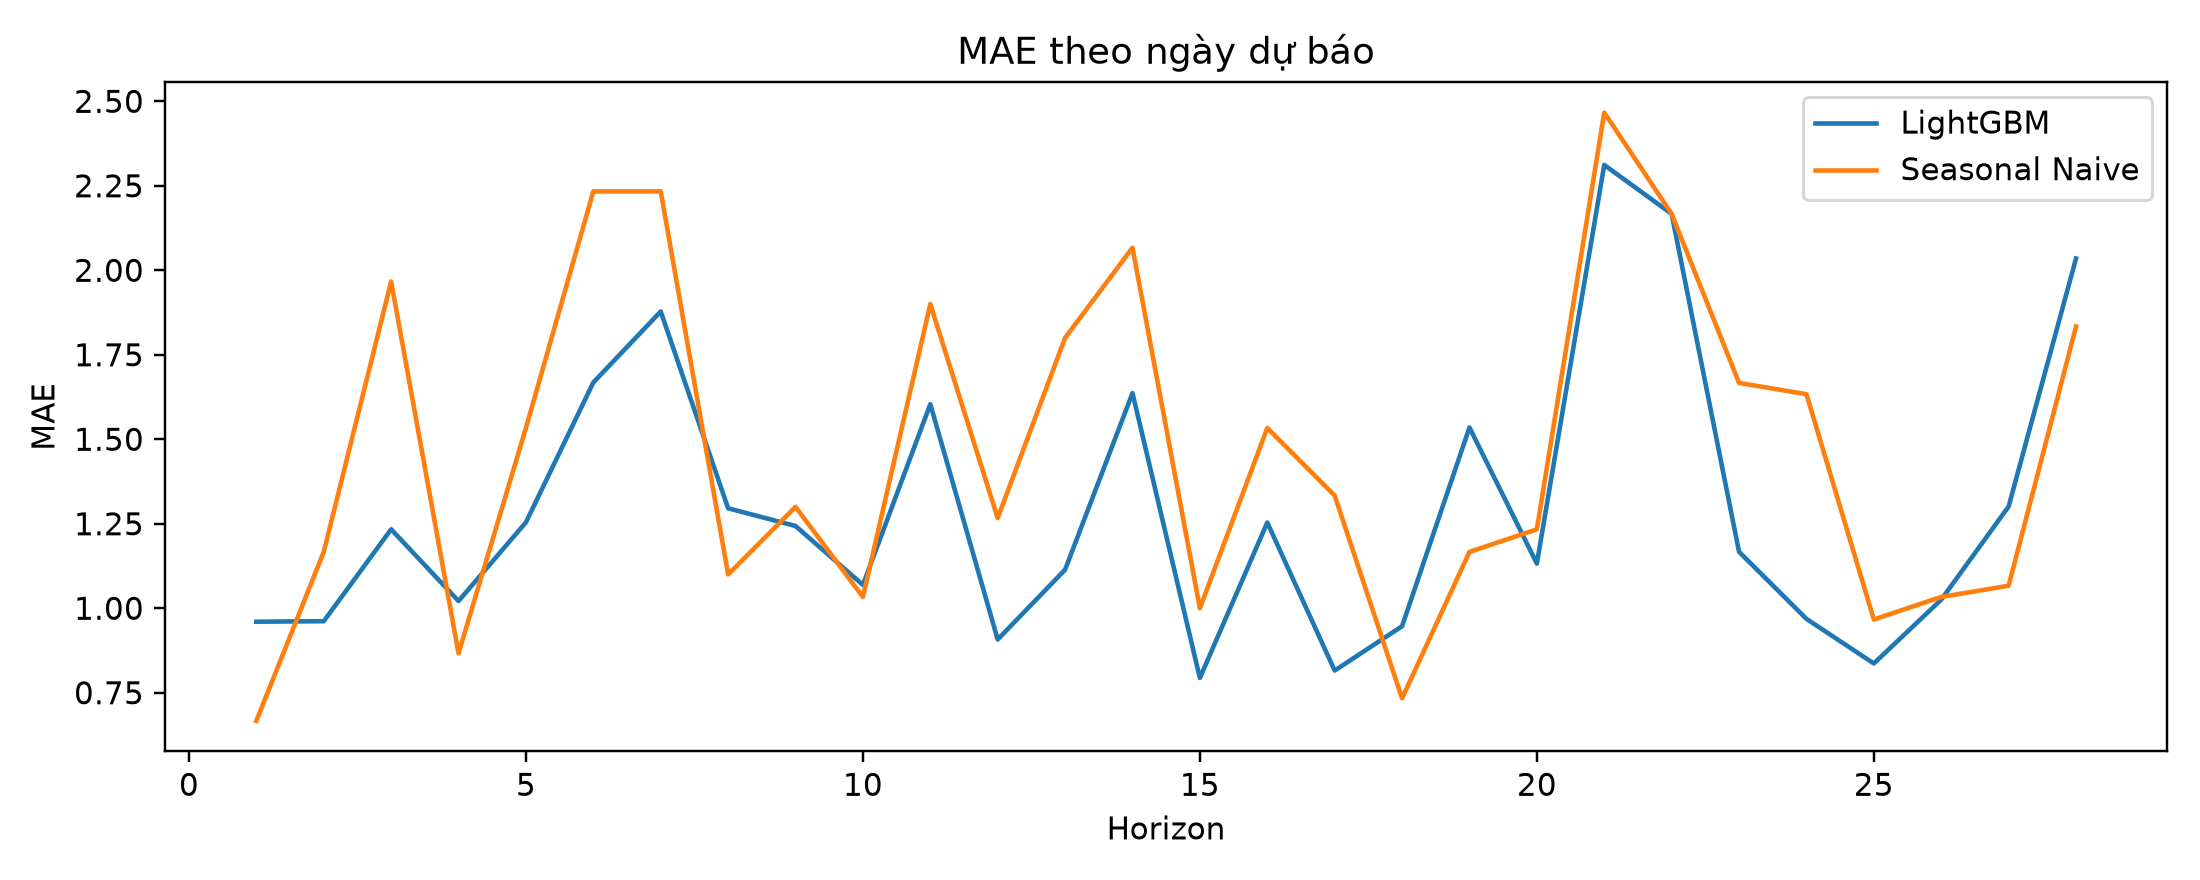 MAE theo ngày dự báo
LightGBM
Seasonal Naive
MAE
2.50
2.25
2.00
1.75
1.50
1.25
1.00
0.75
0 5 10 15 20 25
Horizon